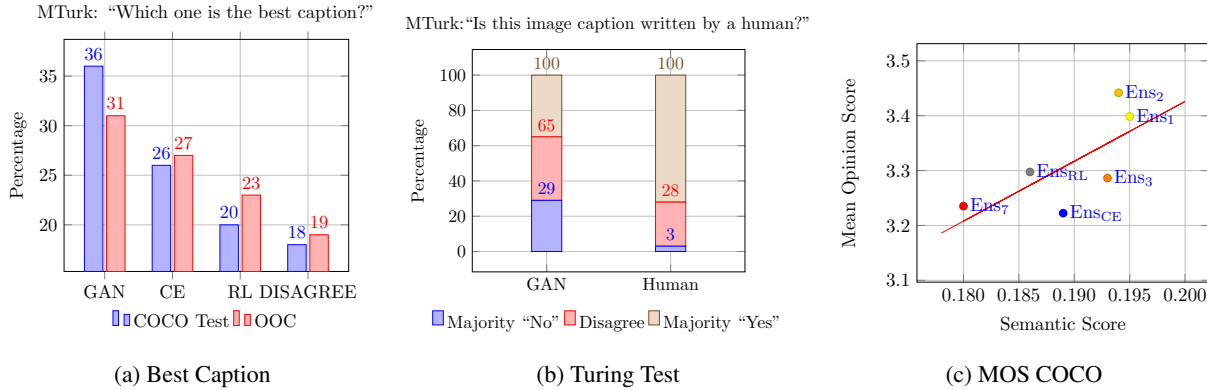 MTurk: “Which one is the best caption?”
36
31
26
27
20
23
18
19
35
30
25
20
Percentage
GAN CE RL DISAGREE
COCO Test OOC
(a) Best Caption
MTurk:“Is this image caption written by a human?”
100 100
65
29
28
3
100
80
60
40
20
0
Percentage
GAN Human
Majority “No” Disagree Majority “Yes”
(b) Turing Test
3.5
3.4
3.3
3.2
3.1
Mean Opinion Score
Ens2
Ens1
EnsRL
Ens3
Ens7
EnsCE
0.180 0.185 0.190 0.195 0.200
Semantic Score
(c) MOS COCO